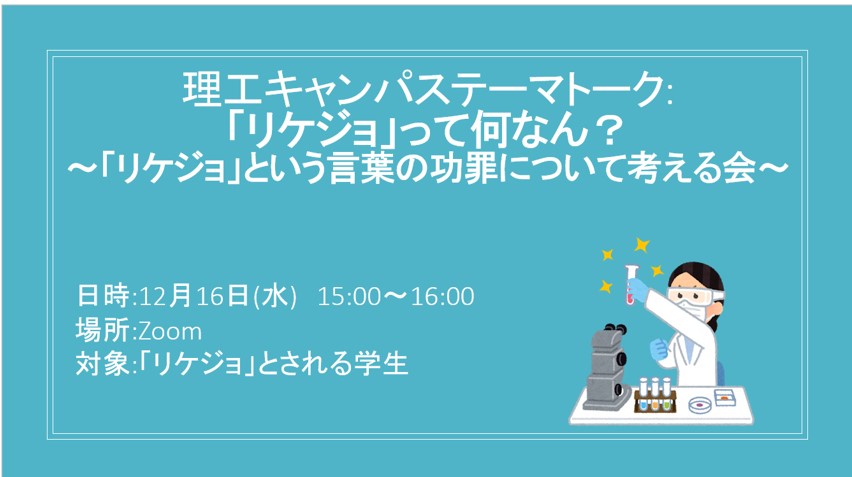 理工キャンパステーマトーク:
「リケジョ」って何なん？
～「リケジョ」という言葉の功罪について考える会～
日時:12月16日(水)　15:00～16:00
場所:Zoom
対象:「リケジョ」とされる学生